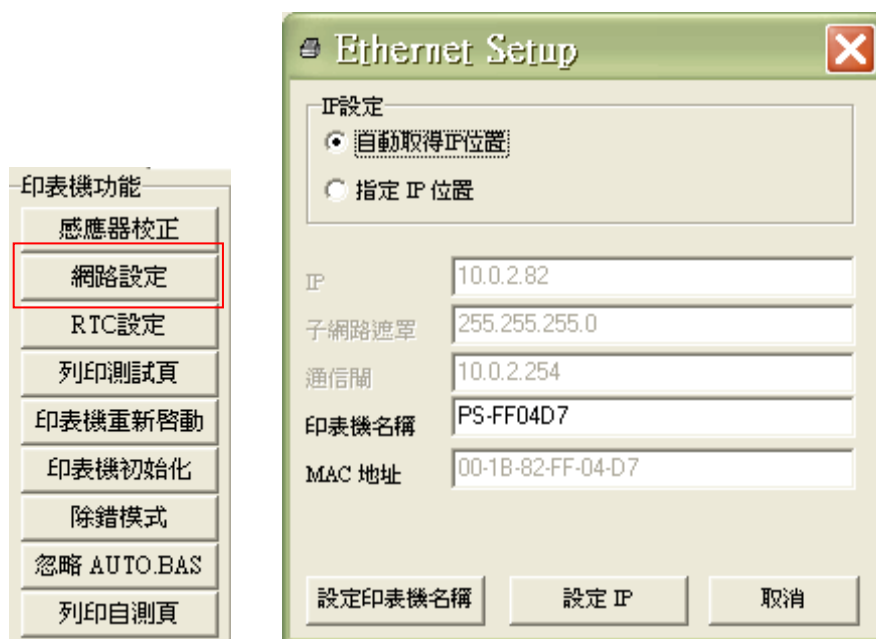 印表機功能
感應器校正
網路設定
RTC設定
列印測試頁
印表機重新啓動
印表機初始化
除錯模式
忽略 AUTO.BAS
列印自測頁
Ethernet Setup
IP設定
自動取得IP位置
指定 IP 位置
IP 10.0.2.82
子網路遮罩 255.255.255.0
通信閘 10.0.2.254
印表機名稱 PS-FF04D7
MAC 地址 00-1B-82-FF-04-D7
設定印表機名稱 設定 IP 取消